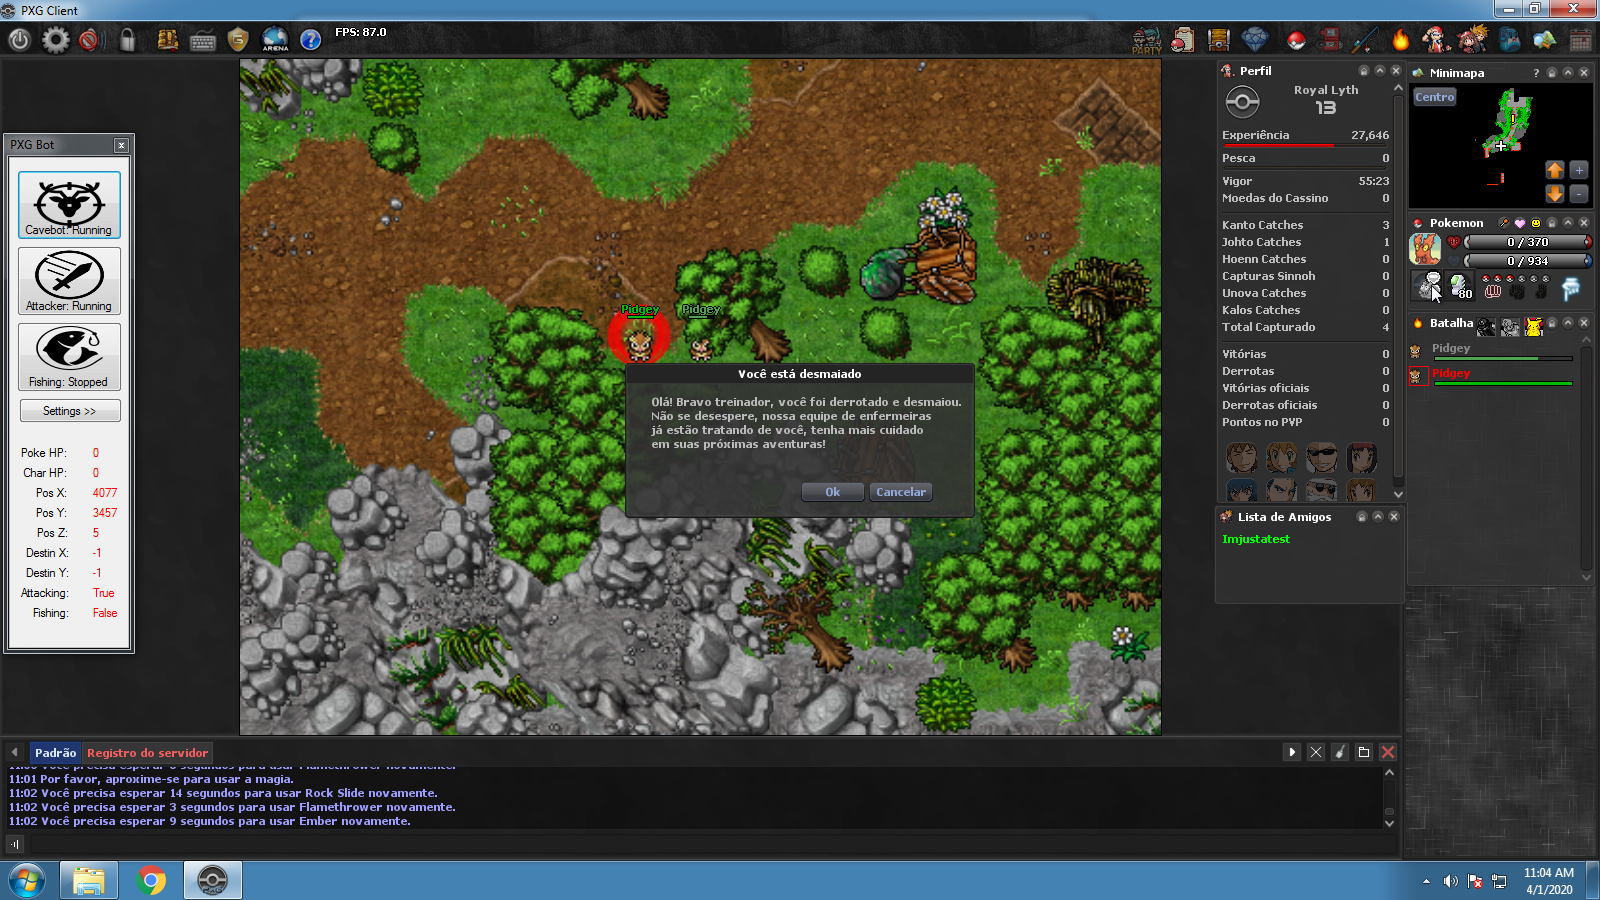 PXG Client
FPS: 87.0
ARENA
PARTY
PXG Bot
Cavebot: Running
Attacker: Running
Fishing: Stopped
Settings >>
Poke HP: 0
Char HP: 0
Pos X: 4077
Pos Y: 3457
Pos Z: 5
Destin X: -1
Destin Y: -1
Attacking: True
Fishing: False
Pidgey
Pidgey
Você está desmaiado
Olá! Bravo treinador, você foi derrotado e desmaiou.
Não se desespere, nossa equipe de enfermeiras
já estão tratando de você, tenha mais cuidado
em suas próximas aventuras!
Ok
Cancelar
Perfil
Royal Lyth
13
Experiência 27,646
Pesca 0
Vigor 55:23
Moedas do Cassino 0
Kanto Catches 3
Johto Catches 1
Hoenn Catches 0
Capturas Sinnoh 0
Unova Catches 0
Kalos Catches 0
Total Capturado 4
Vitórias 0
Derrotas 0
Vitórias oficiais 0
Derrotas oficiais 0
Pontos no PVP 0
Lista de Amigos
Imjustatest
Minimapa
Centro
Pokemon
0 / 370
0 / 934
80
Batalha
Pidgey
Pidgey
Padrão
Registro do servidor
11:01 Por favor, aproxime-se para usar a magia.
11:02 Você precisa esperar 14 segundos para usar Rock Slide novamente.
11:02 Você precisa esperar 3 segundos para usar Flamethrower novamente.
11:02 Você precisa esperar 9 segundos para usar Ember novamente.
11:04 AM
4/1/2020